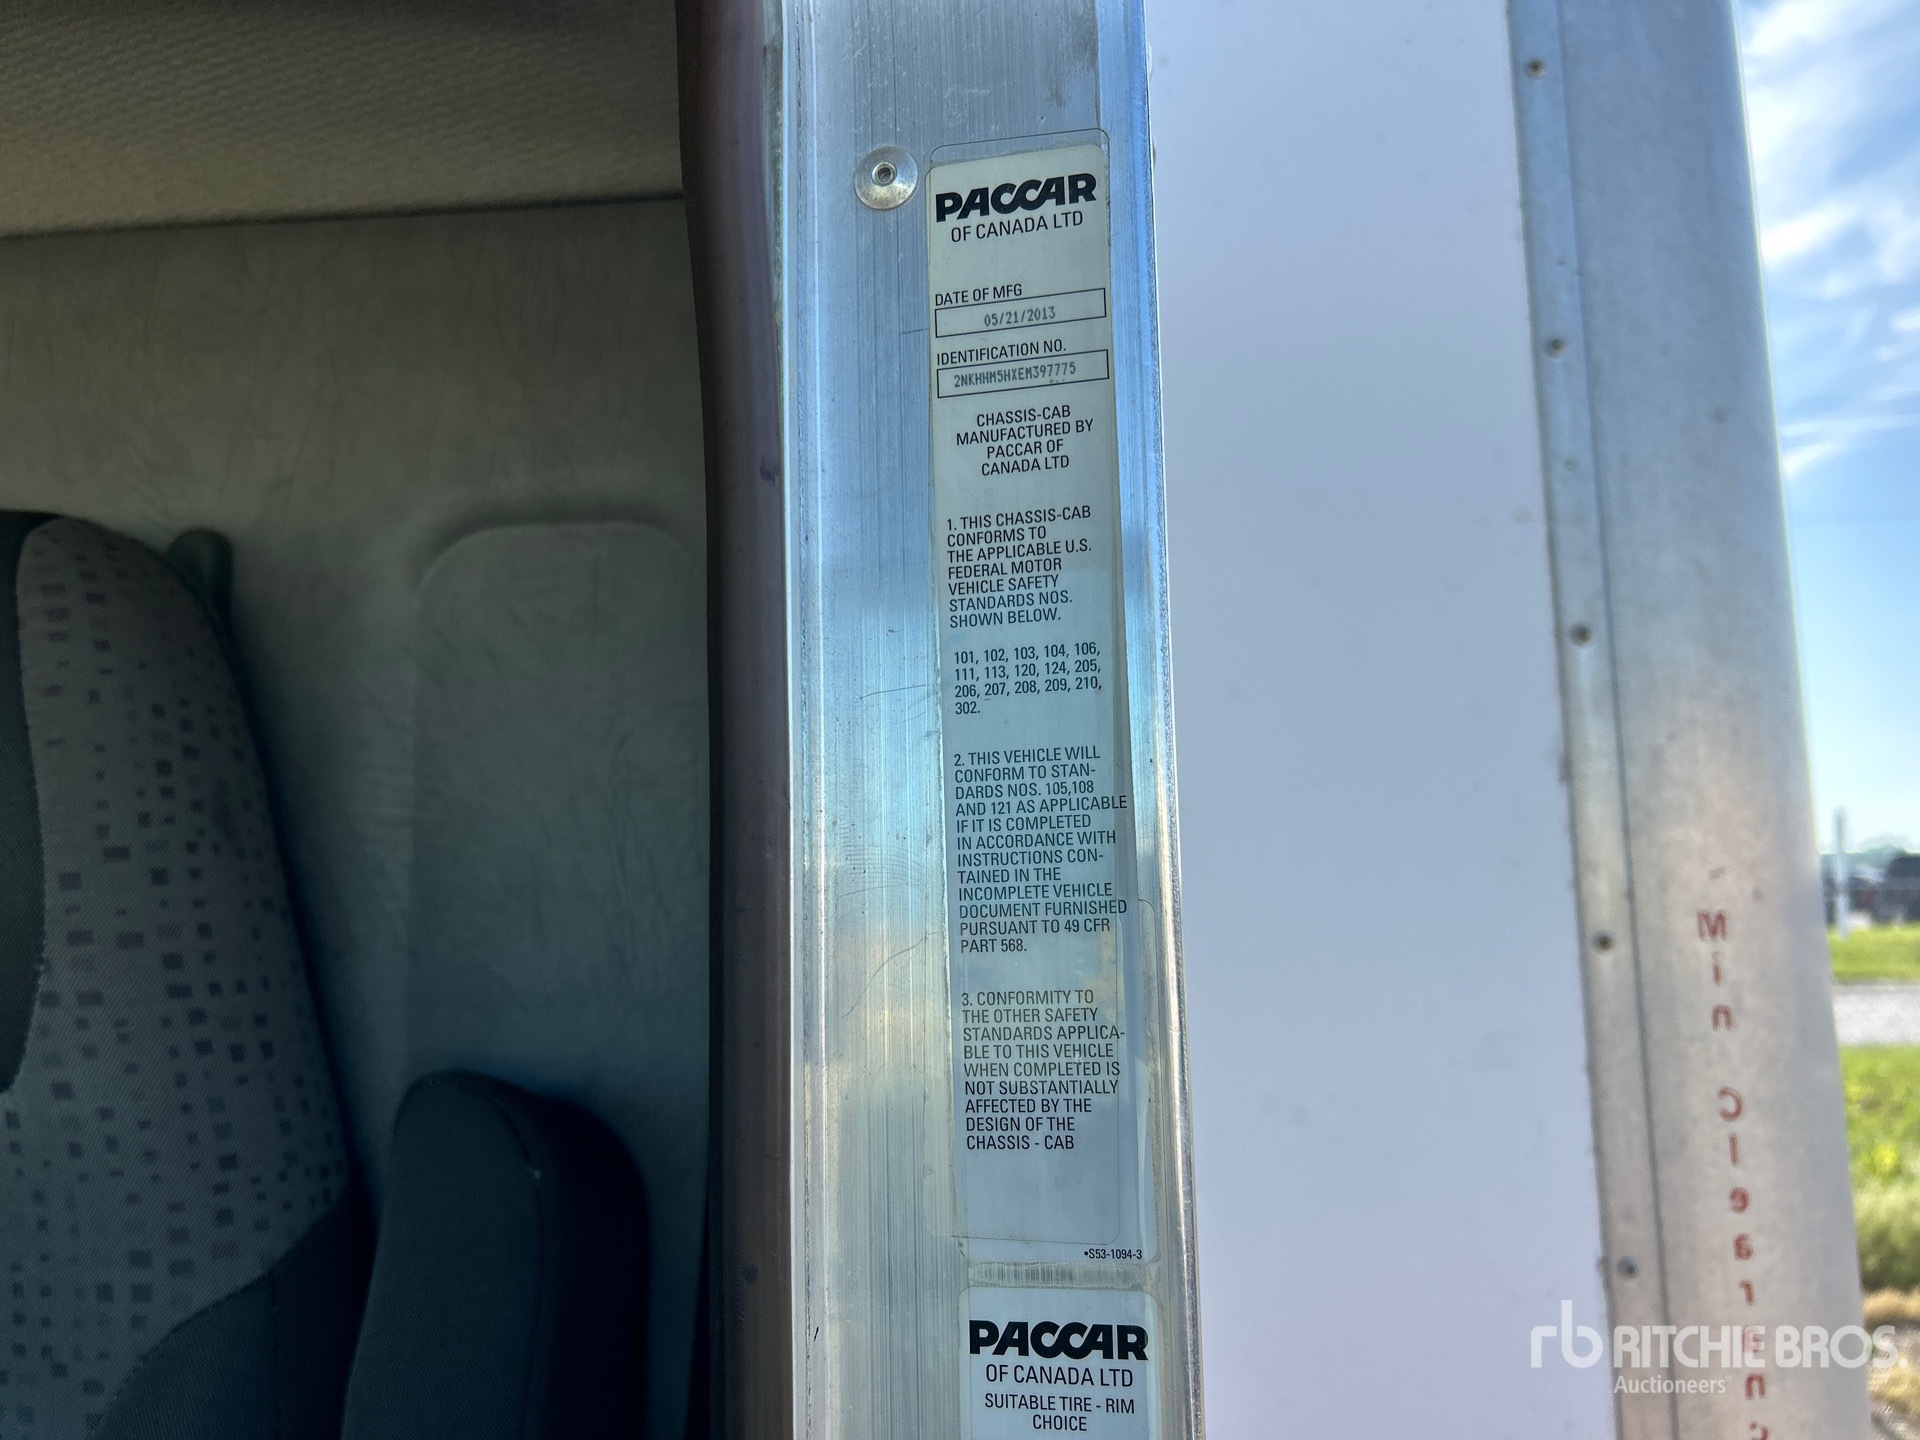 PACCAR
OF CANADA LTD
DATE OF MFG
05/21/2013
IDENTIFICATION NO.
2NKHHM5HXEM397775
CHASSIS-CAB
MANUFACTURED BY
PACCAR OF
CANADA LTD
1. THIS CHASSIS-CAB
CONFORMS TO
THE APPLICABLE U.S.
FEDERAL MOTOR
VEHICLE SAFETY
STANDARDS NOS.
SHOWN BELOW.
101, 102, 103, 104, 106,
111, 113, 120, 124, 205,
206, 207, 208, 209, 210,
302.
2. THIS VEHICLE WILL
CONFORM TO STAN-
DARDS NOS. 105,108
AND 121 AS APPLICABLE
IF IT IS COMPLETED
IN ACCORDANCE WITH
INSTRUCTIONS CON-
TAINED IN THE
INCOMPLETE VEHICLE
DOCUMENT FURNISHED
PURSUANT TO 49 CFR
PART 568.
3. CONFORMITY TO
THE OTHER SAFETY
STANDARDS APPLICA-
BLE TO THIS VEHICLE
WHEN COMPLETED IS
NOT SUBSTANTIALLY
AFFECTED BY THE
DESIGN OF THE
CHASSIS - CAB
•S53-1094-3
PACCAR
OF CANADA LTD
SUITABLE TIRE - RIM
CHOICE
Min Clear
rb RITCHIE BROS.
Auctioneers